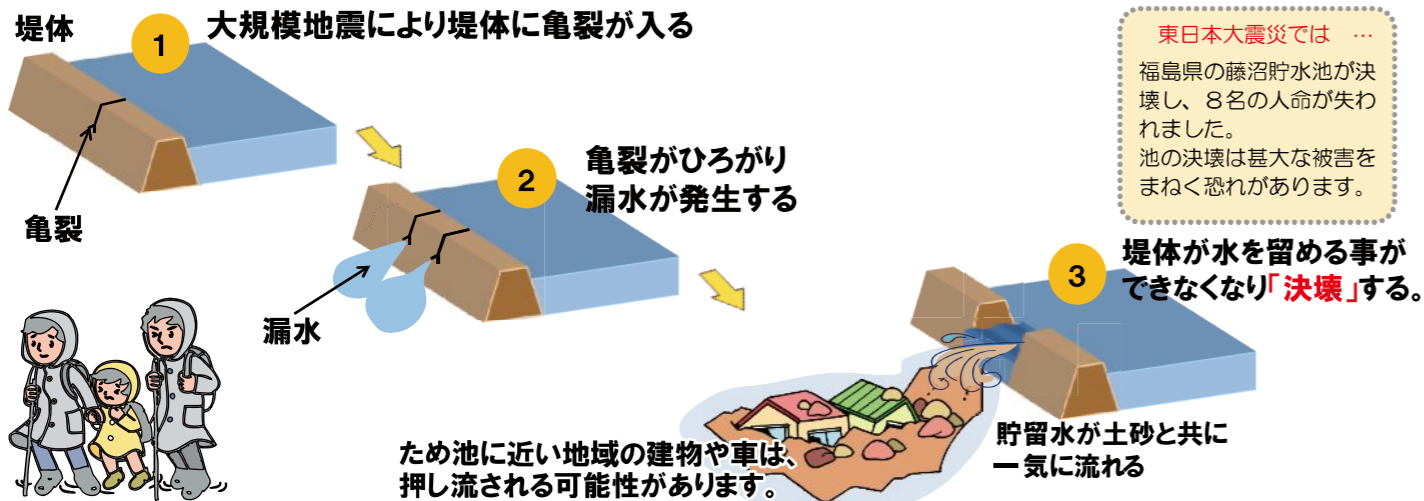 堤体
1
大規模地震により堤体に亀裂が入る
亀裂
2
亀裂がひろがり
漏水が発生する
漏水
東日本大震災では …
福島県の藤沼貯水池が決
壊し、８名の人命が失わ
れました。
池の決壊は甚大な被害を
まねく恐れがあります。
3
堤体が水を留める事が
できなくなり「決壊」する。
貯留水が土砂と共に
一気に流れる
ため池に近い地域の建物や車は、
押し流される可能性があります。